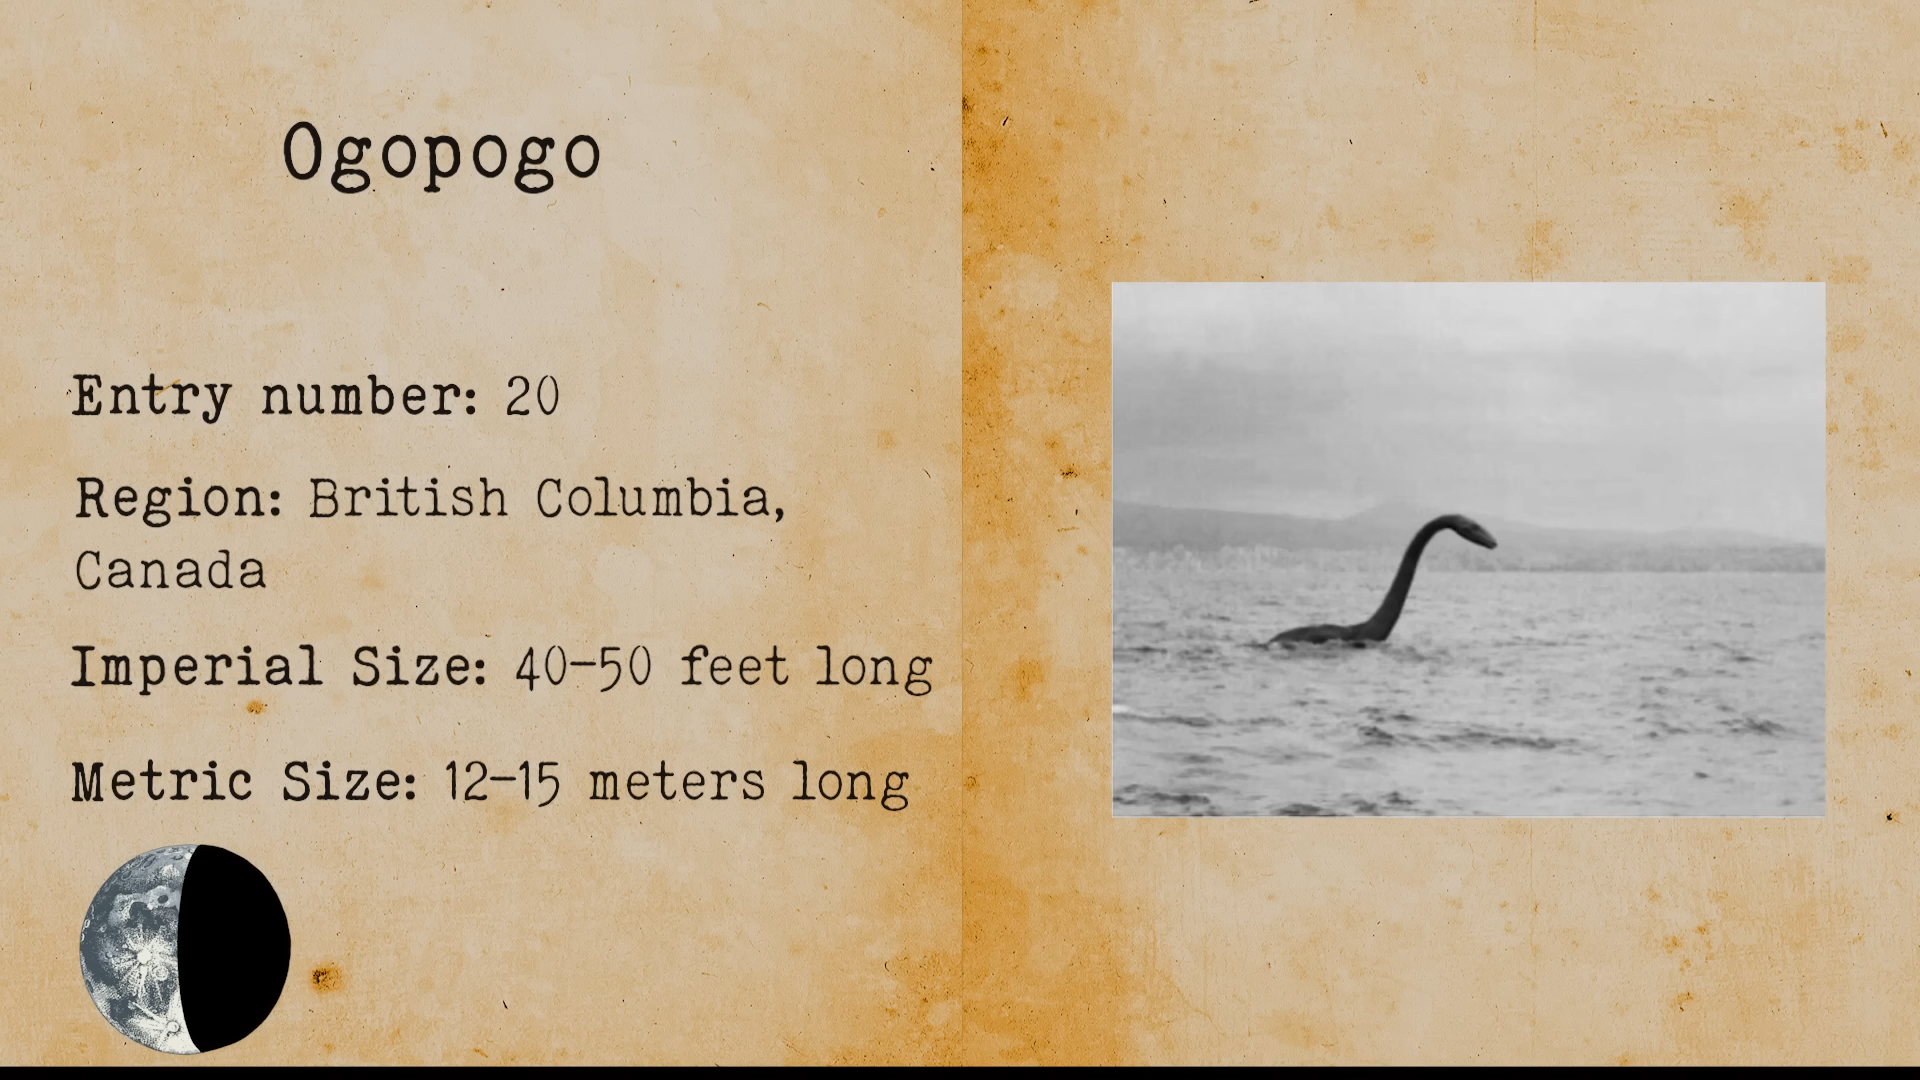 Ogopogo
Entry number: 20
Region: British Columbia,
Canada
Imperial Size: 40-50 feet long
Metric Size: 12-15 meters long